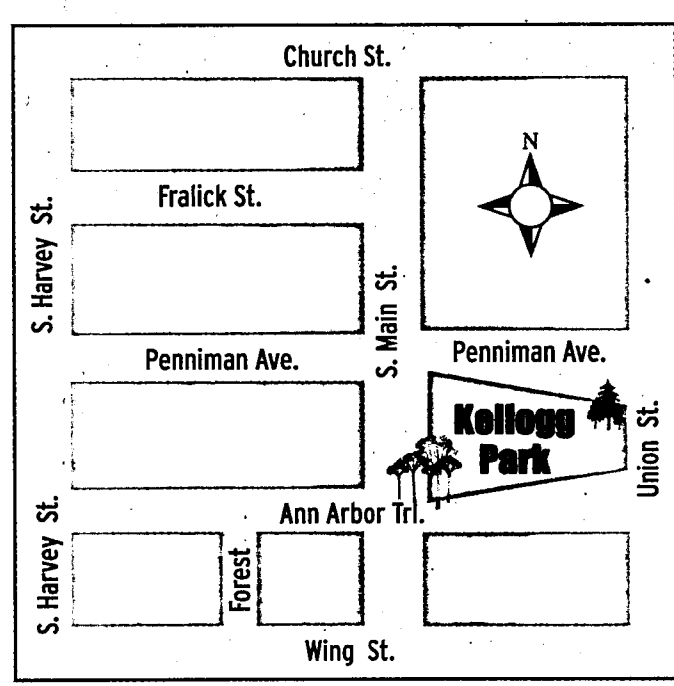 Church St.
N
Fralick St.
S. Harvey St.
S. Main St.
Penniman Ave.
Penniman Ave.
Kellogg
Park
Union St.
Ann Arbor Trl.
S. Harvey St.
Forest
Wing St.